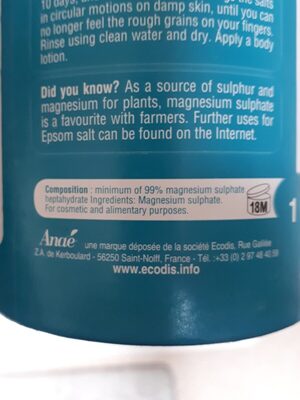 10 days,
the salts
in circular motions on damp skin, until you can
no longer feel the rough grains on your fingers.
Rinse using clean water and dry. Apply a body
lotion.
Did you know? As a source of sulphur and
magnesium for plants, magnesium sulphate
is a favourite with farmers. Further uses for
Epsom salt can be found on the Internet.
Composition : minimum of 99% magnesium sulphate
heptahydrate Ingredients: Magnesium sulphate.
For cosmetic and alimentary purposes.
18M
1
Anaé une marque déposée de la société Ecodis. Rue Galilée
Z.A. de Kerboulard - 56250 Saint-Nolff, France - Tél. :+33 (0) 2 97 48 40 59
www.ecodis.info